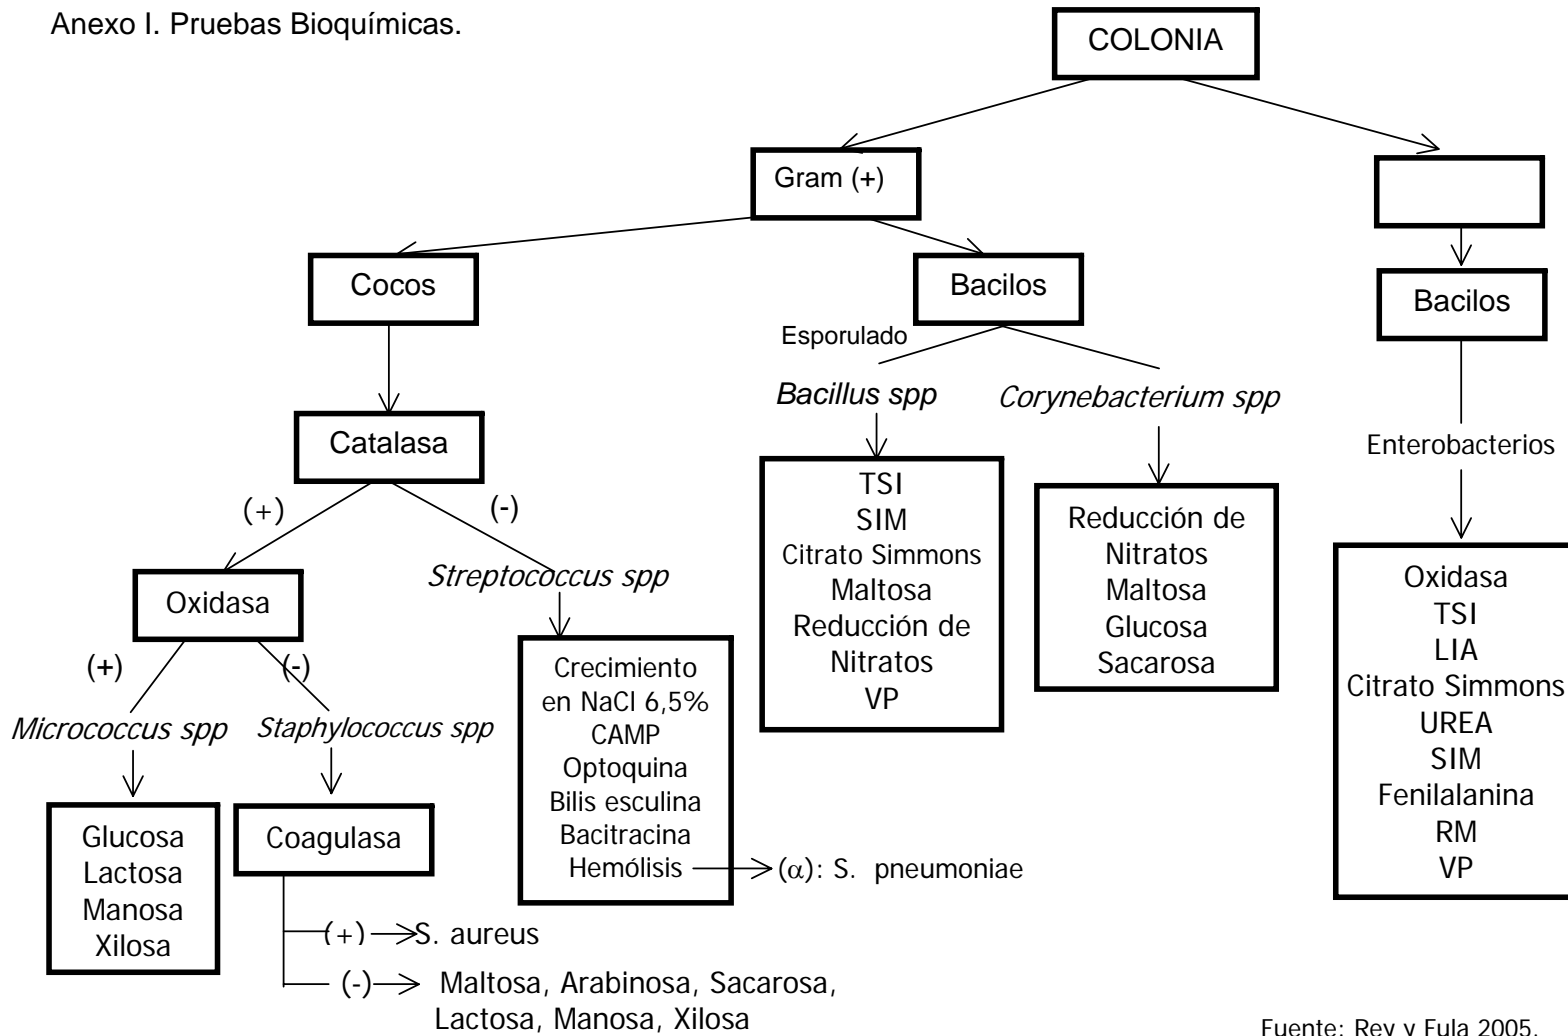 Anexo I. Pruebas Bioquímicas.
COLONIA
Gram (+)
Cocos
Bacilos
Bacilos
Esporulado
Bacillus spp
Corynebacterium spp
Enterobacterios
Catalasa
(+)
(-)
TSI
SIM
Citrato Simmons
Maltosa
Reducción de
Nitratos
VP
Reducción de
Nitratos
Maltosa
Glucosa
Sacarosa
Oxidasa
TSI
LIA
Citrato Simmons
UREA
SIM
Fenilalanina
RM
VP
Oxidasa
Streptococcus spp
(+)
(-)
Micrococcus spp
Staphylococcus spp
Crecimiento
en NaCl 6,5%
CAMP
Optoquina
Bilis esculina
Bacitracina
Hemólisis
(α): S. pneumoniae
Glucosa
Lactosa
Manosa
Xilosa
Coagulasa
(+) S. aureus
(-) Maltosa, Arabinosa, Sacarosa,
Lactosa, Manosa, Xilosa
Fuente: Rey y Fula 2005.